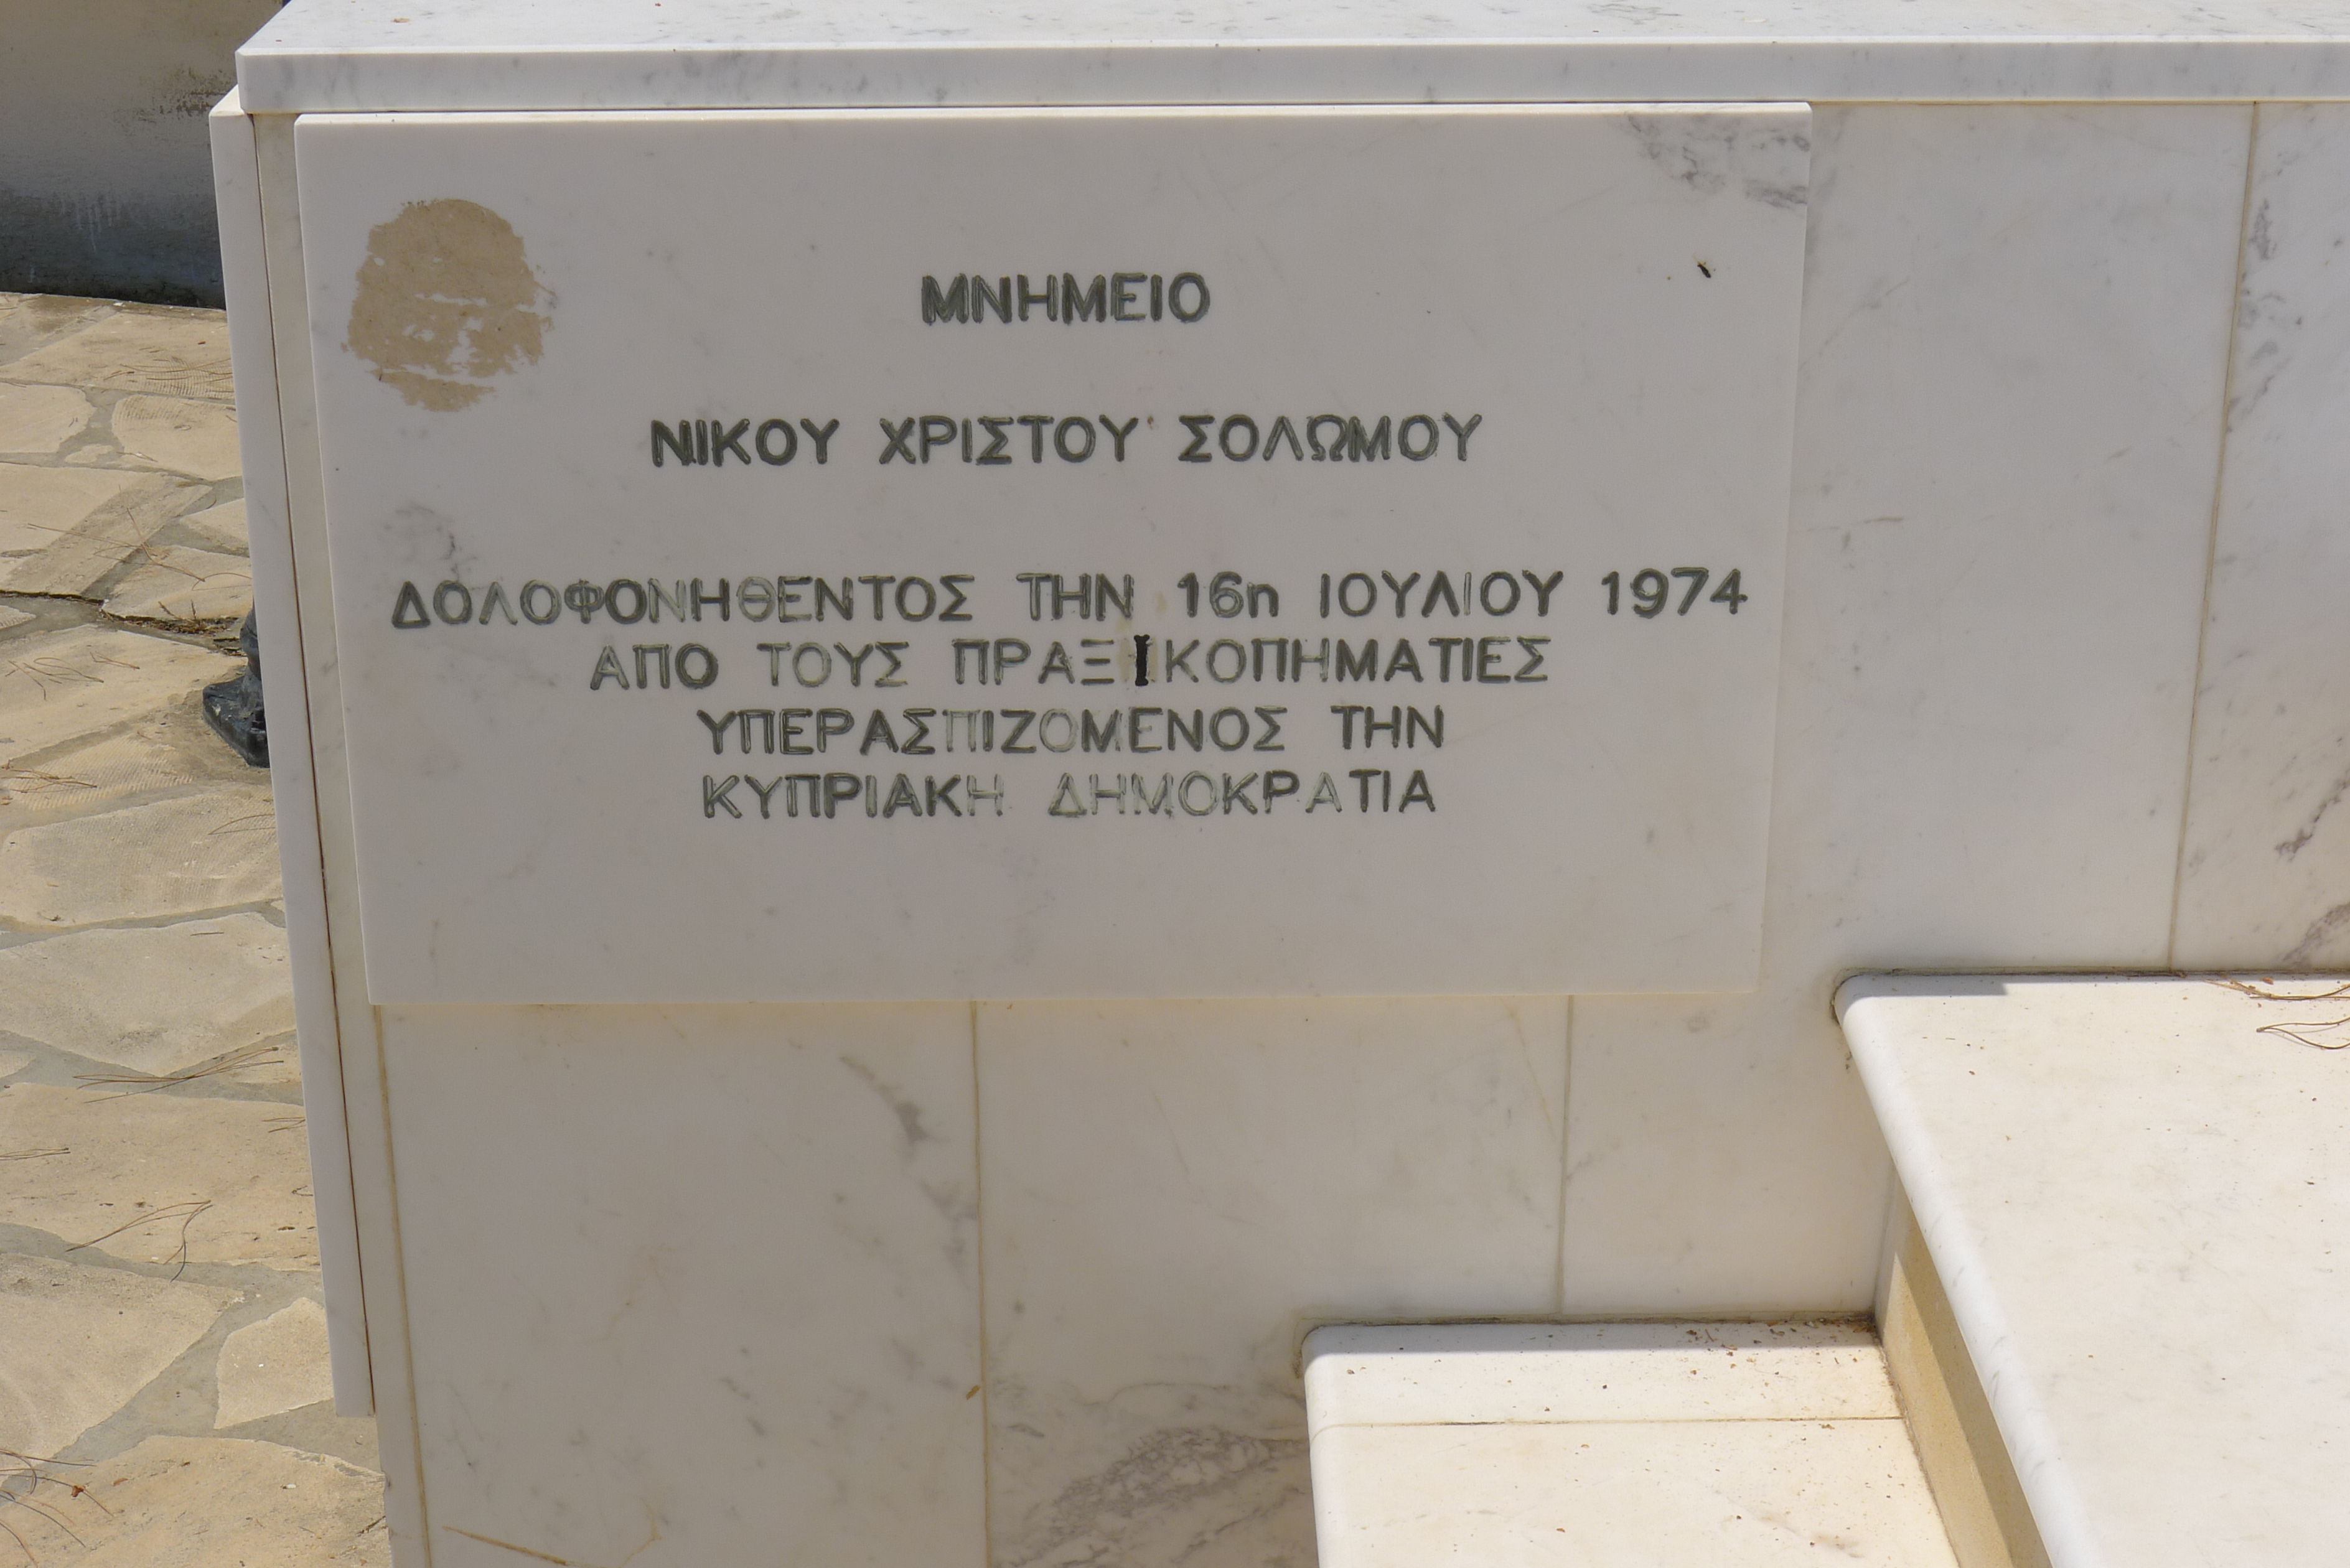 ΜΝΗΜΕΙΟ
ΝΙΚΟΥ ΧΡΙΣΤΟΥ ΣΟΛΩΜΟΥ
ΔΟΛΟΦΟΝΗΘΕΝΤΟΣ ΤΗΝ 16η ΙΟΥΛΙΟΥ 1974
ΑΠΟ ΤΟΥΣ ΠΡΑΞΙΚΟΠΗΜΑΤΙΕΣ
ΥΠΕΡΑΣΠΙΖΟΜΕΝΟΣ ΤΗΝ
ΚΥΠΡΙΑΚΗ ΔΗΜΟΚΡΑΤΙΑ